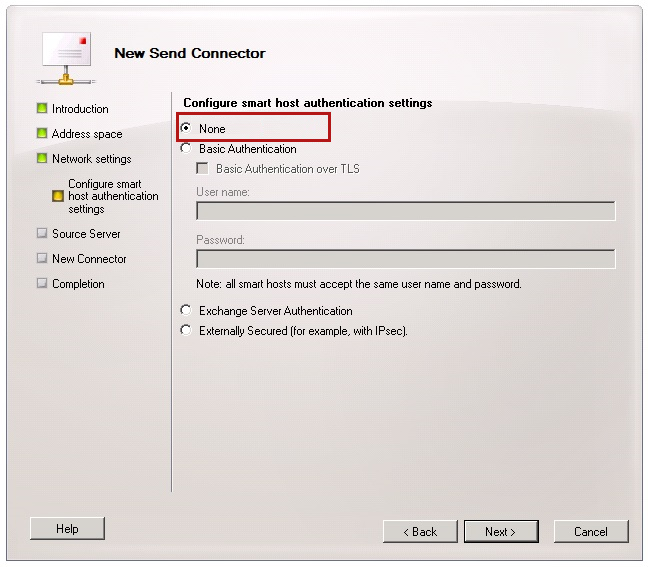 New Send Connector
Introduction
Address space
Network settings
Configure smart
host authentication
settings
Source Server
New Connector
Completion
Configure smart host authentication settings
None
Basic Authentication
Basic Authentication over TLS
User name:
Password:
Note: all smart hosts must accept the same user name and password.
Exchange Server Authentication
Externally Secured (for example, with IPsec).
Help
< Back
Next >
Cancel